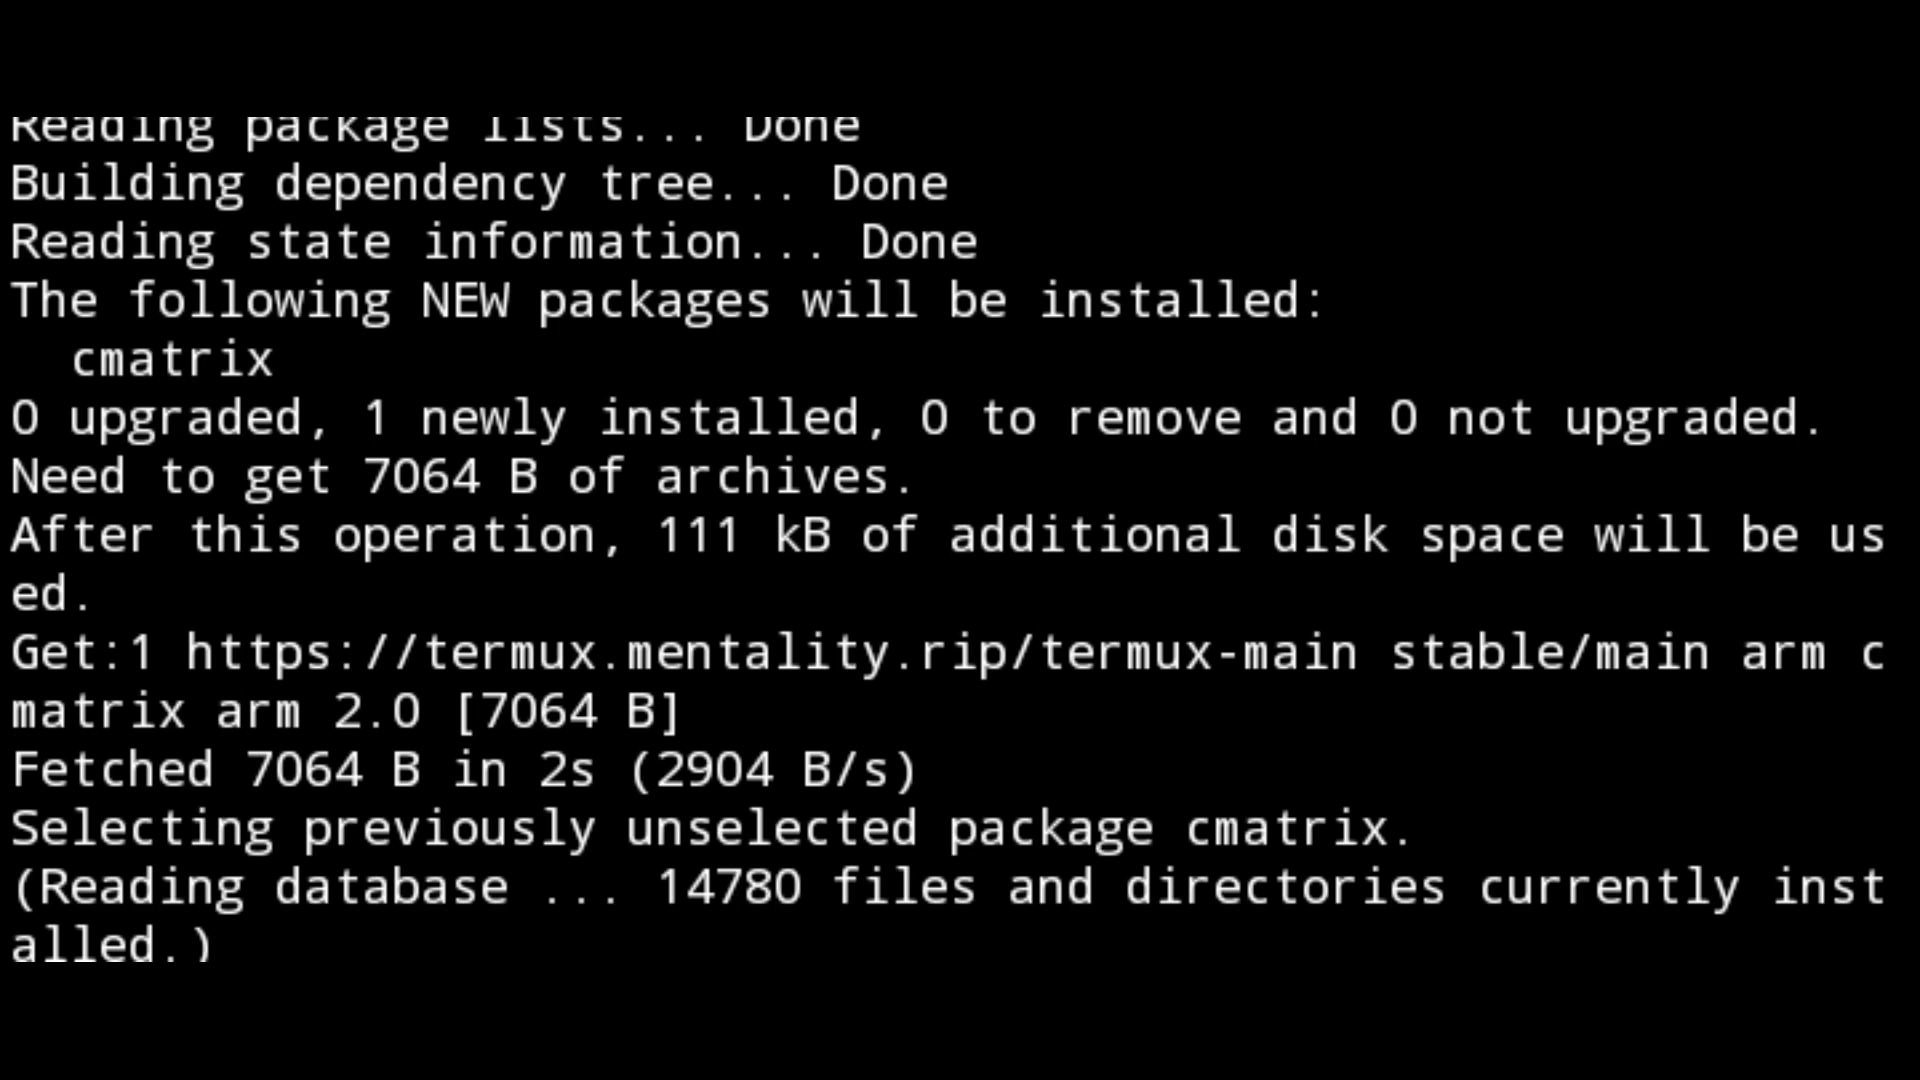 Reading package lists... Done
Building dependency tree... Done
Reading state information... Done
The following NEW packages will be installed:
  cmatrix
0 upgraded, 1 newly installed, 0 to remove and 0 not upgraded.
Need to get 7064 B of archives.
After this operation, 111 kB of additional disk space will be us
ed.
Get:1 https://termux.mentality.rip/termux-main stable/main arm c
matrix arm 2.0 [7064 B]
Fetched 7064 B in 2s (2904 B/s)
Selecting previously unselected package cmatrix.
(Reading database ... 14780 files and directories currently inst
alled.)